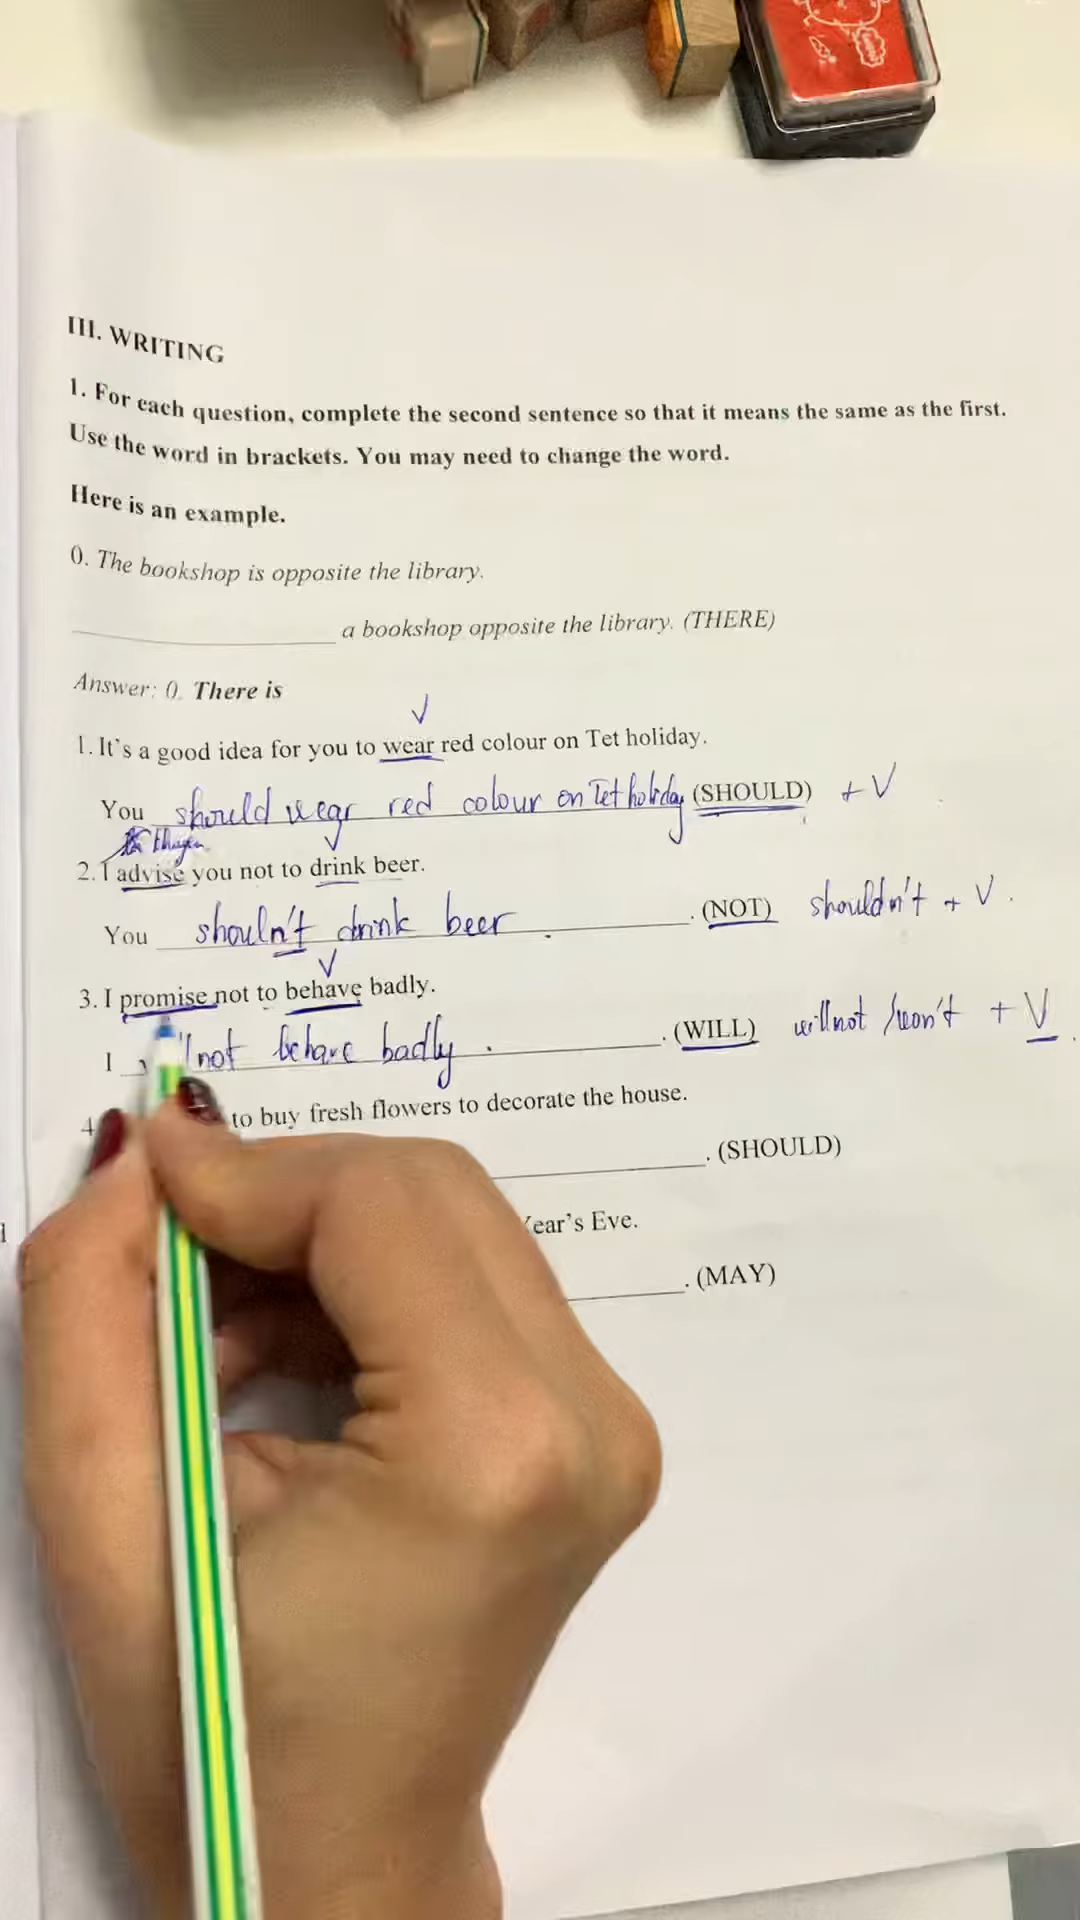 III. WRITING
1. For each question, complete the second sentence so that it means the same as the first.
Use the word in brackets. You may need to change the word.
Here is an example.
0. The bookshop is opposite the library.
____________ a bookshop opposite the library. (THERE)
Answer: 0. There is
V
1. It's a good idea for you to wear red colour on Tet holiday.
You should wear red colour on Tet holiday (SHOULD) + V
khuyên
V
2. I advise you not to drink beer.
You shouln't drink beer . (NOT) shouldn't + V.
V
3. I promise not to behave badly.
I not behave badly . (WILL) will not / won't + V.
4 to buy fresh flowers to decorate the house.
. (SHOULD)
Year's Eve.
. (MAY)